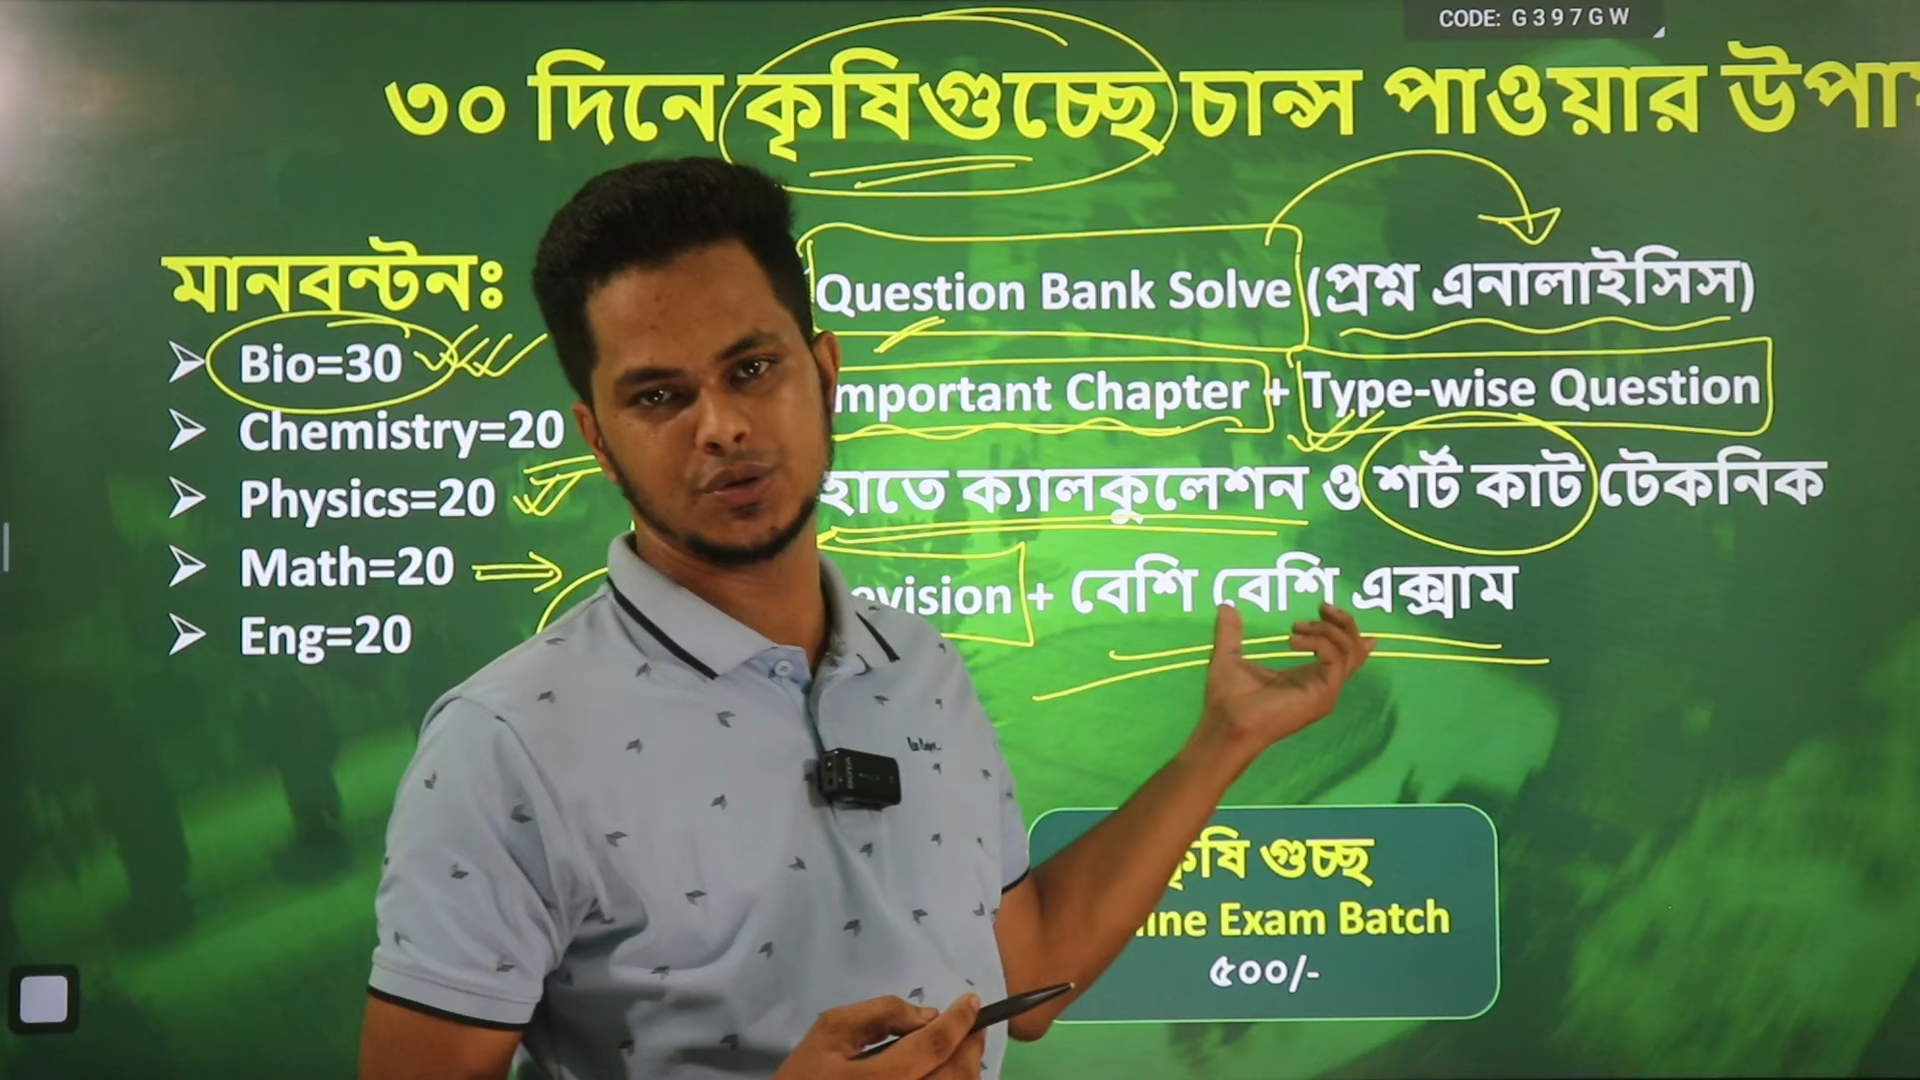 CODE: G397GW
৩০ দিনে কৃষিগুচ্ছে চান্স পাওয়ার
মানবন্টনঃ
Bio=30
Chemistry=20
Physics=20
Math=20
Eng=20
Question Bank Solve (প্রশ্ন এনালাইসিস)
Chapter + Type-wise Question
হাতে ক্যালকুলেশন ও শর্ট কাট টেকনিক
+ বেশি বেশি এক্সাম
গুচ্ছ
Exam Batch
৫০০/-